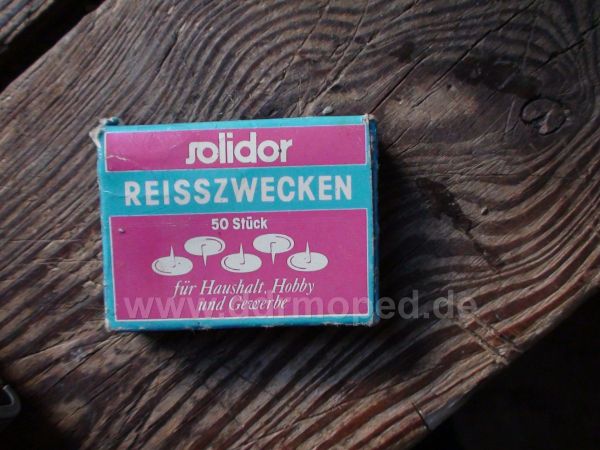 solidor
REISSZWECKEN
50 Stück
für Haushalt, Hobby
und Gewerbe